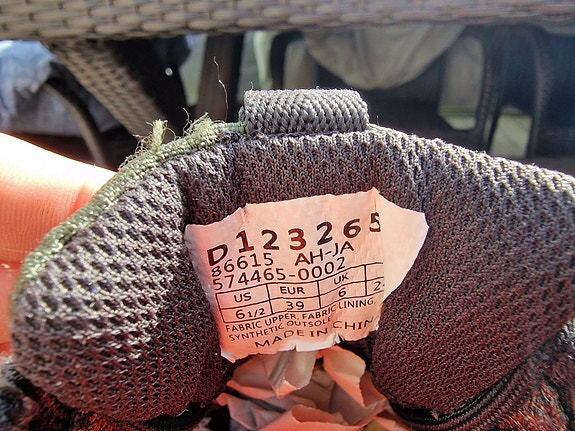 D123265
86615 AH-JA
574465-0002
US EUR UK
6 1/2 39 6 2
FABRIC UPPER, FABRIC LINING,
SYNTHETIC OUTSOLE
MADE IN CHINA